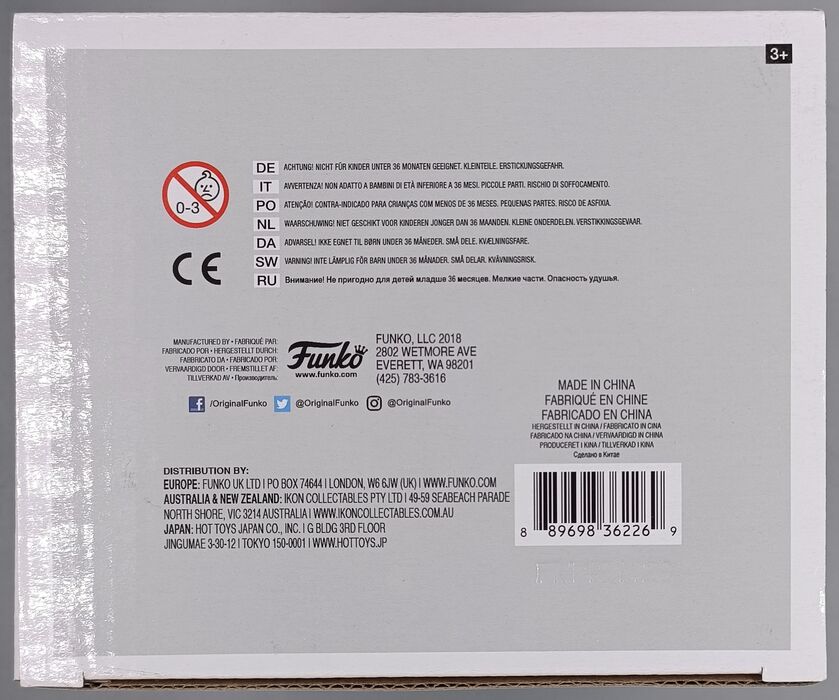 3+
0-3
DE ACHTUNG! NICHT FÜR KINDER UNTER 36 MONATEN GEEIGNET. KLEINTEILE. ERSTICKUNGSGEFAHR.
IT AVVERTENZA! NON ADATTO A BAMBINI DI ETÀ INFERIORE A 36 MESI. PICCOLE PARTI. RISCHIO DI SOFFOCAMENTO.
PO ATENÇÃO! CONTRA-INDICADO PARA CRIANÇAS COM MENOS DE 36 MESES. PEQUENAS PARTES. RISCO DE ASFIXIA.
NL WAARSCHUWING! NIET GESCHIKT VOOR KINDEREN JONGER DAN 36 MAANDEN. KLEINE ONDERDELEN. VERSTIKKINGSGEVAAR.
DA ADVARSEL! IKKE EGNET TIL BØRN UNDER 36 MÅNEDER. SMÅ DELE. KVÆLNINGSFARE.
SW VARNING! INTE LÄMPLIG FÖR BARN UNDER 36 MÅNADER. SMÅ DELAR. KVÄVNINGSRISK.
RU Внимание! Не пригодно для детей младше 36 месяцев. Мелкие части. Опасность удушья.
CE
MANUFACTURED BY • FABRIQUÉ PAR:
FABRICADO POR • HERGESTELLT DURCH:
FABBRICATO DA • FABRICADO POR:
VERVAARDIGD DOOR • FREMSTILLET AF:
TILLVERKAD AV • Производитель:
Funko
www.funko.com
FUNKO, LLC 2018
2802 WETMORE AVE
EVERETT, WA 98201
(425) 783-3616
/OriginalFunko @OriginalFunko @OriginalFunko
MADE IN CHINA
FABRIQUÉ EN CHINE
FABRICADO EN CHINA
HERGESTELLT IN CHINA / FABBRICATO IN CINA
FABRICADO NA CHINA / VERVAARDIGD IN CHINA
PRODUCERET I KINA / TILLVERKAD I KINA
Сделано в Китае
DISTRIBUTION BY:
EUROPE: FUNKO UK LTD | PO BOX 74644 | LONDON, W6 6JW (UK) | WWW.FUNKO.COM
AUSTRALIA & NEW ZEALAND: IKON COLLECTABLES PTY LTD | 49-59 SEABEACH PARADE
NORTH SHORE, VIC 3214 AUSTRALIA | WWW.IKONCOLLECTABLES.COM.AU
JAPAN: HOT TOYS JAPAN CO., INC. | G BLDG 3RD FLOOR
JINGUMAE 3-30-12 | TOKYO 150-0001 | WWW.HOTTOYS.JP
8 89698 36226 9